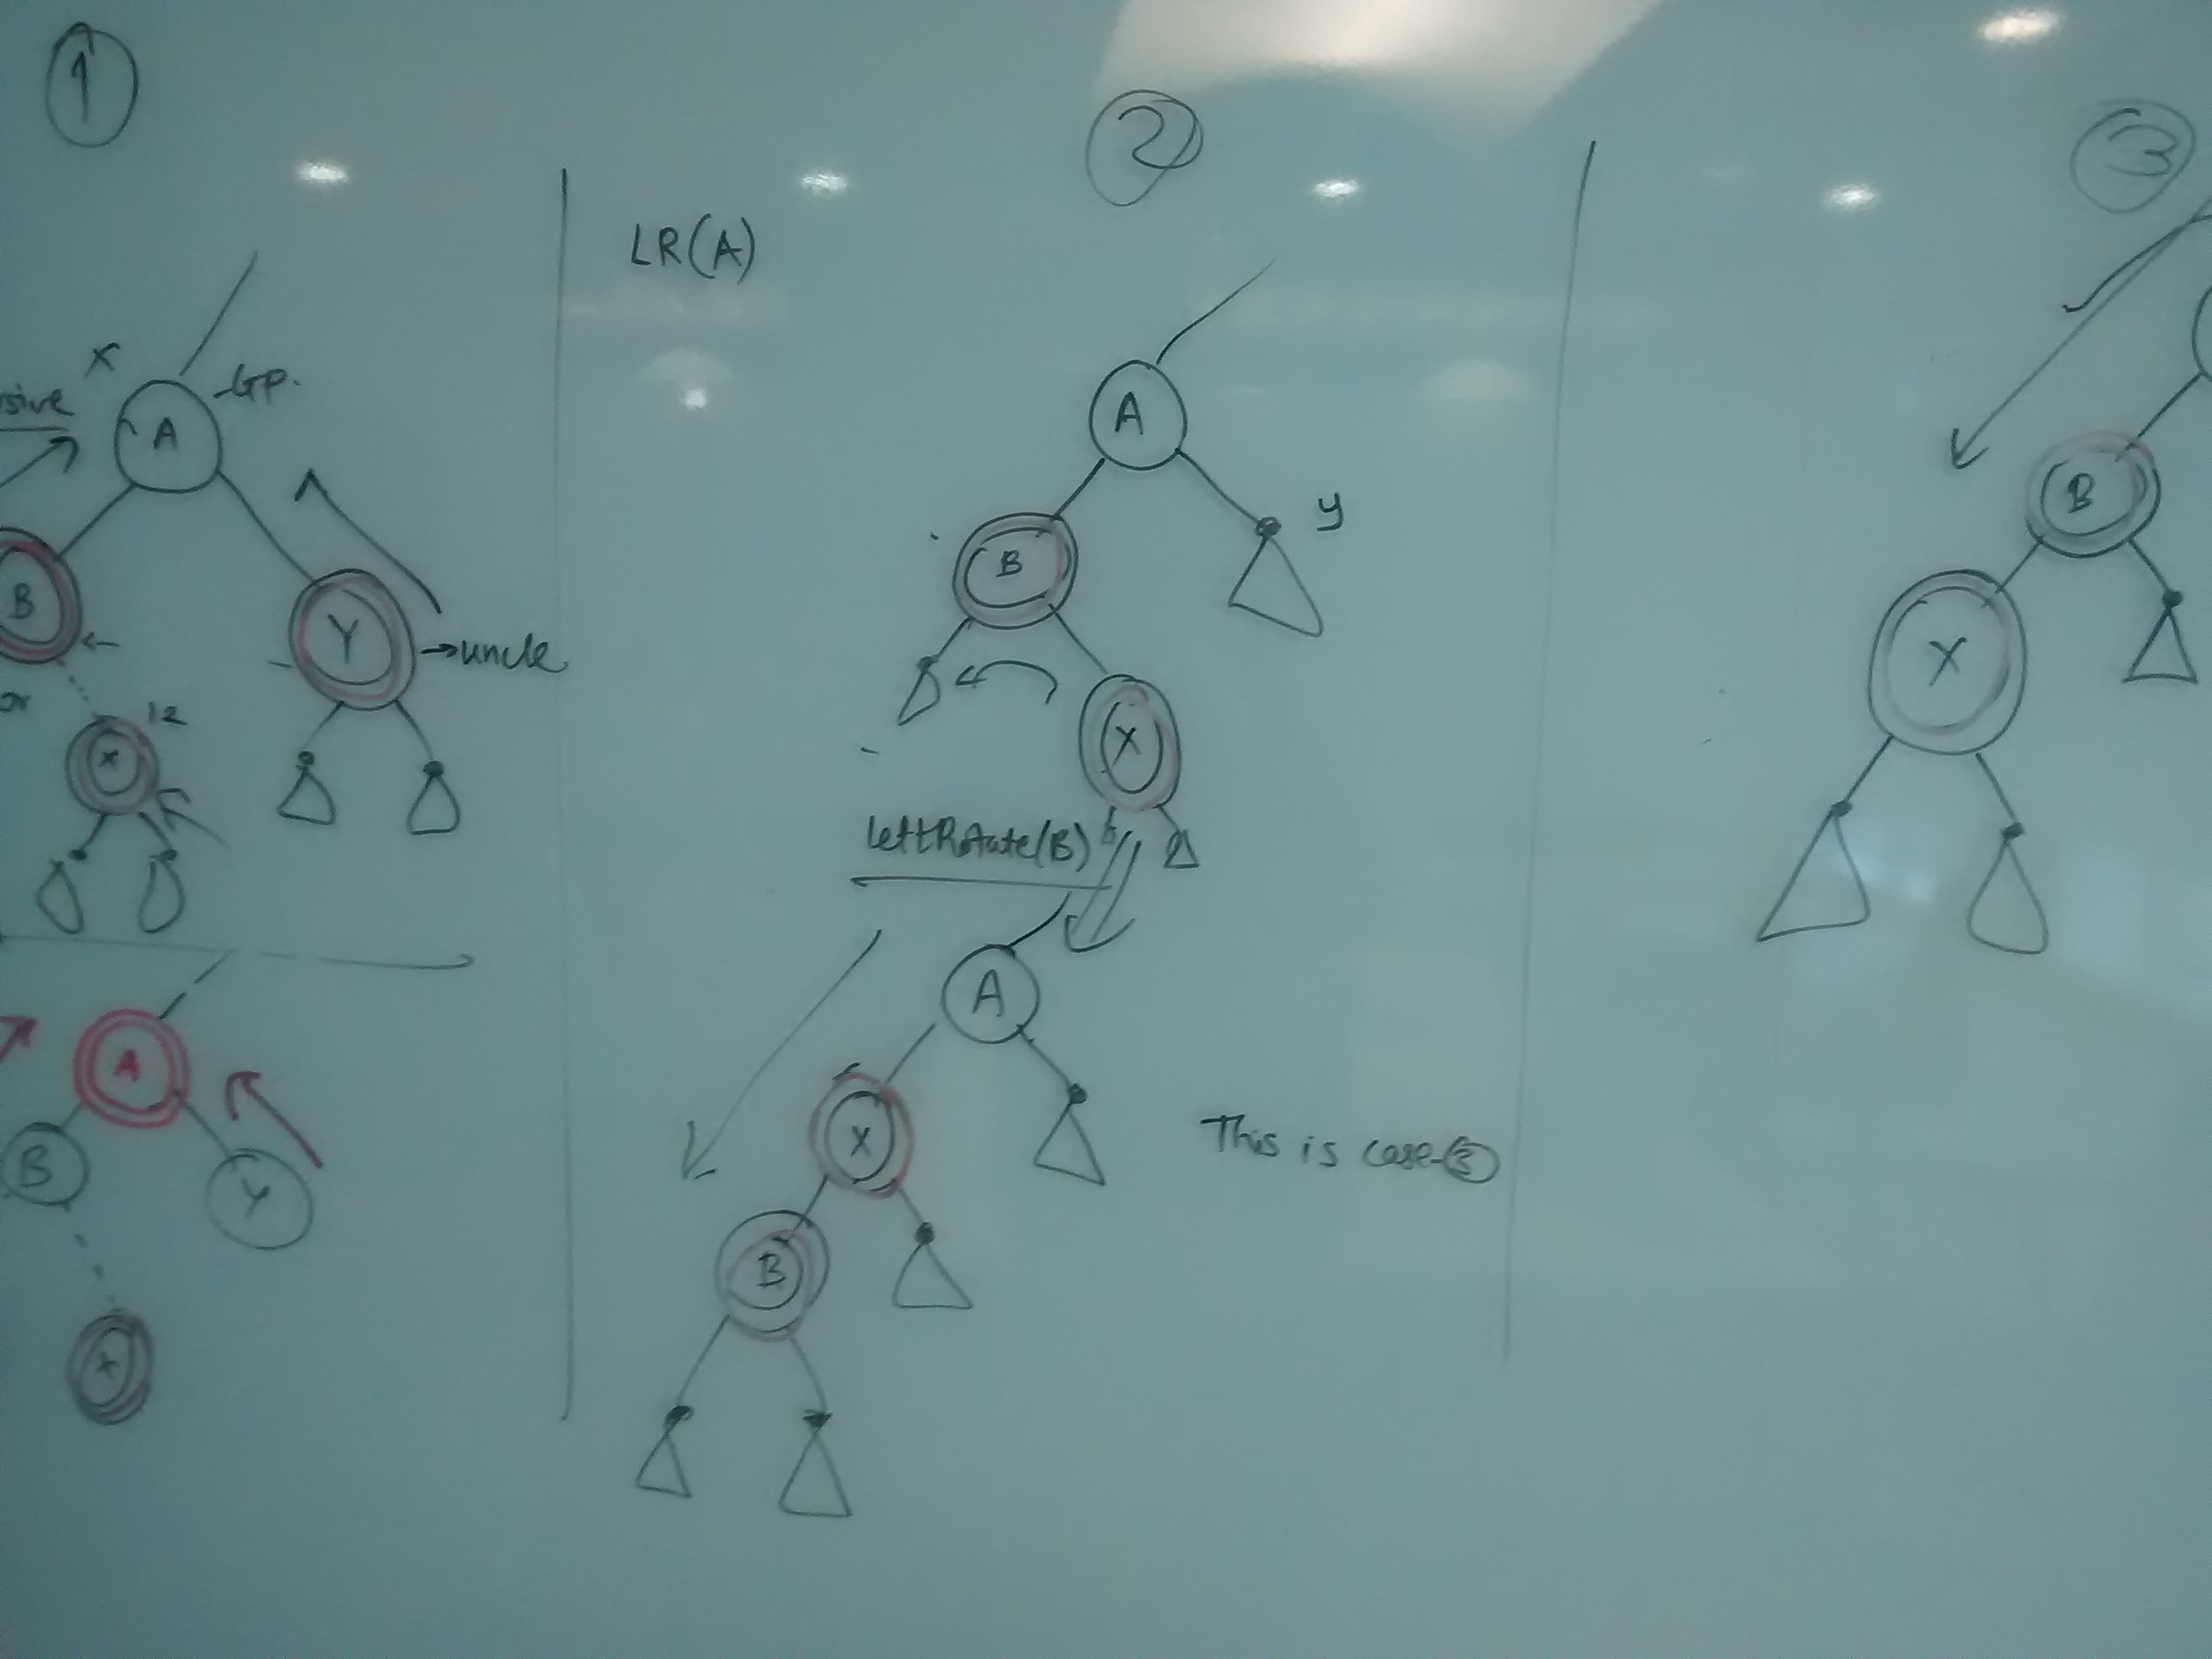 1
x
-GP.
sive
A
B
Y
→uncle
or
12
x
A
B
Y
x
2
LR(A)
A
B
y
X
leftRotate(B)
A
X
This is case-3
B
3
B
X